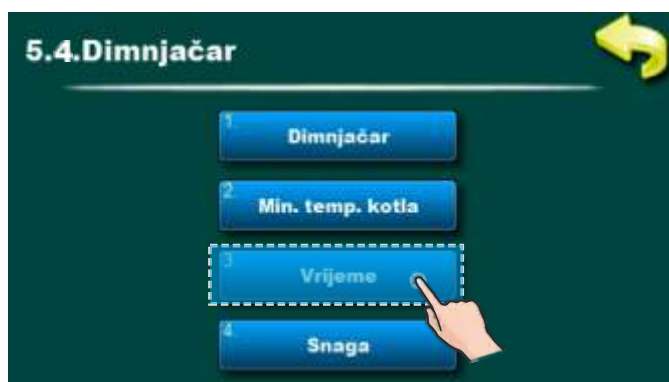 5.4.Dimnjačar
1
Dimnjačar
2
Min. temp. kotla
3
Vrijeme
4
Snaga